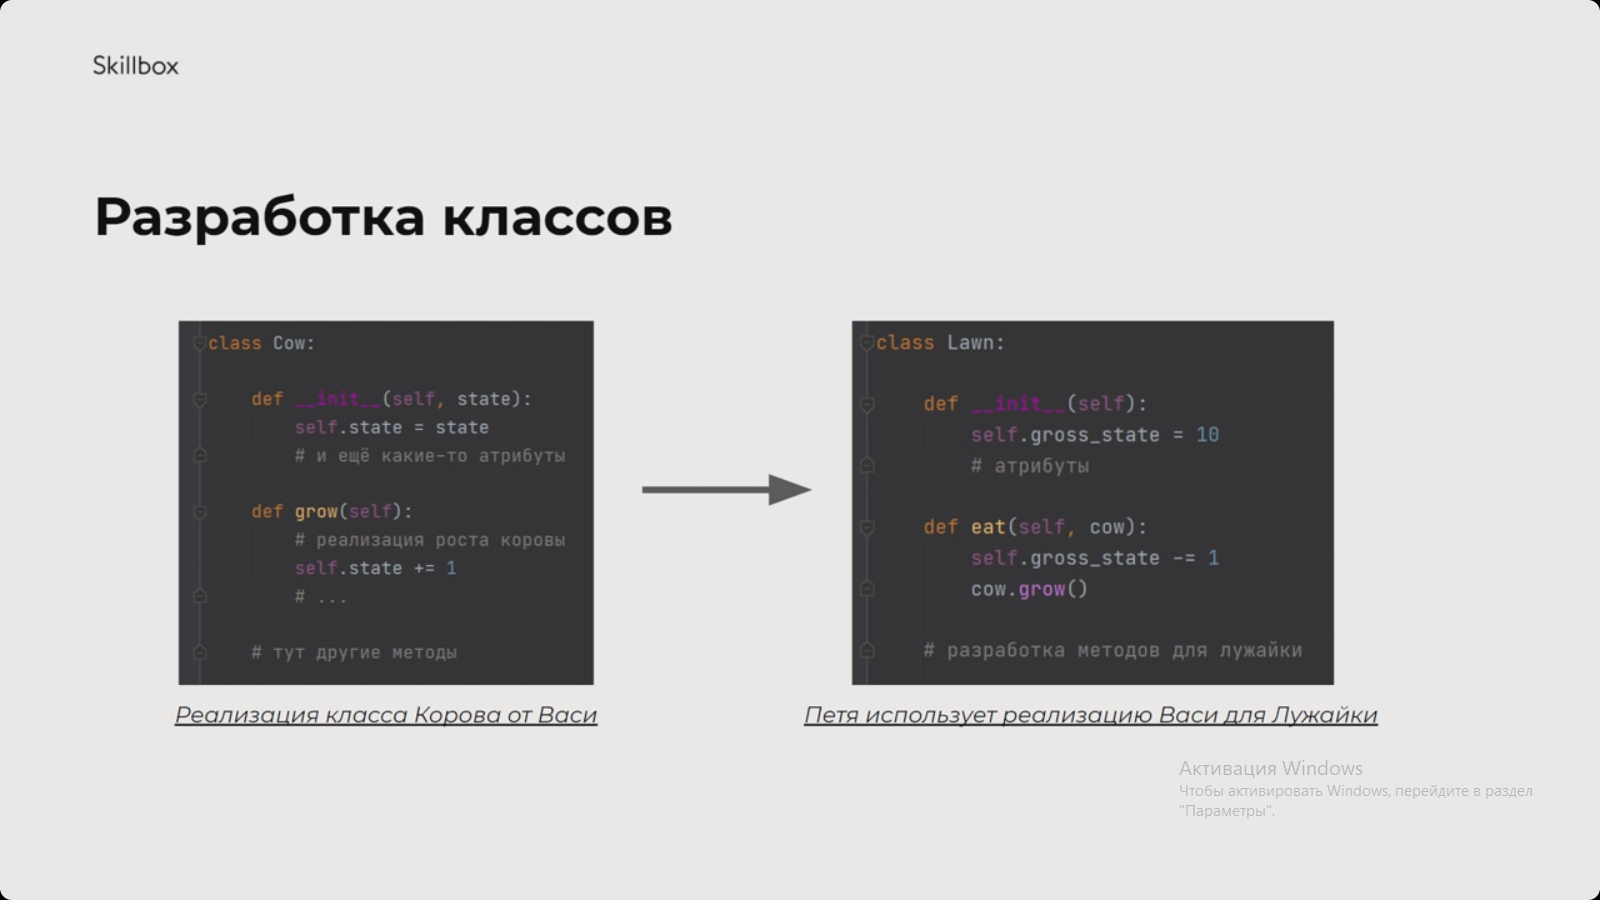 Skillbox
Разработка классов
class Cow:
def __init__(self, state):
self.state = state
# и ещё какие-то атрибуты
def grow(self):
# реализация роста коровы
self.state += 1
# ...
# тут другие методы
Реализация класса Корова от Васи
class Lawn:
def __init__(self):
self.gross_state = 10
# атрибуты
def eat(self, cow):
self.gross_state -= 1
cow.grow()
# разработка методов для лужайки
Петя использует реализацию Васи для Лужайки
Активация Windows
Чтобы активировать Windows, перейдите в раздел
"Параметры".